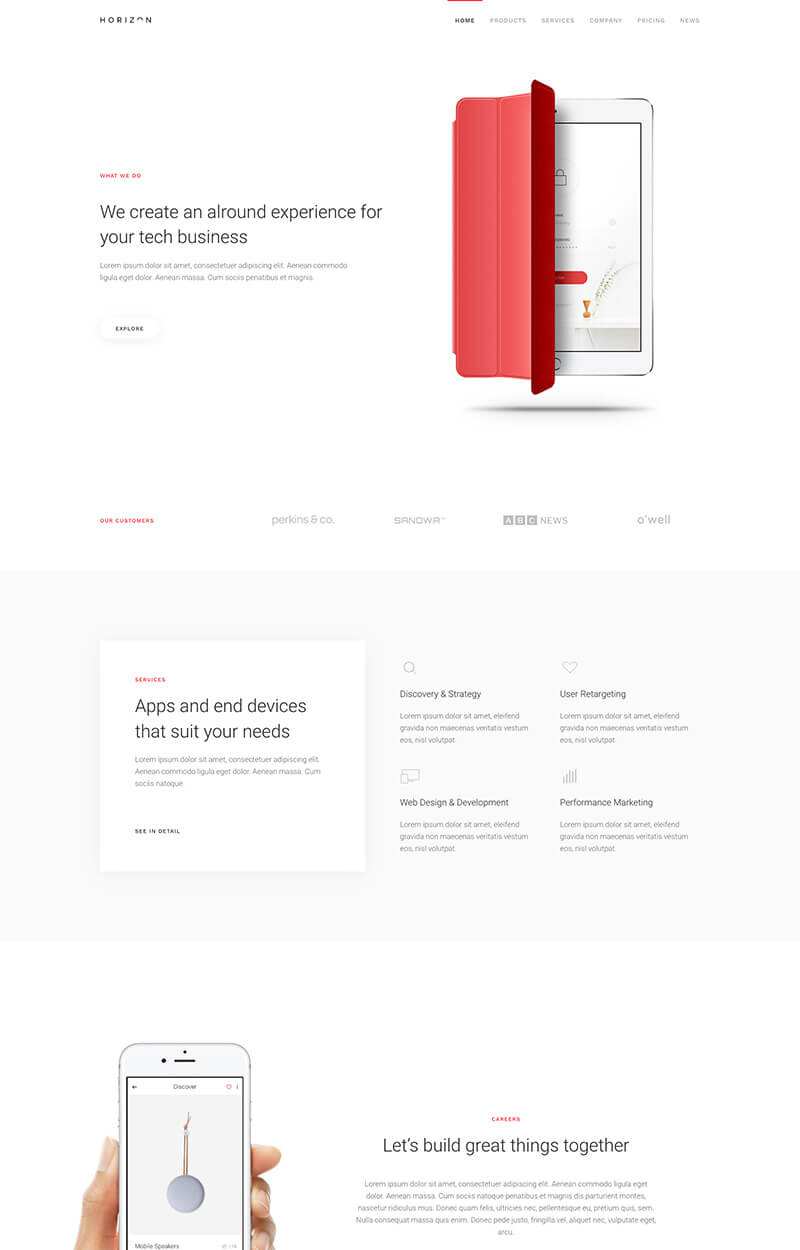 HORIZON
HOME PRODUCTS SERVICES COMPANY PRICING NEWS
WHAT WE DO
We create an alround experience for
your tech business
Lorem ipsum dolor sit amet, consectetuer adipiscing elit. Aenean commodo
ligula eget dolor. Aenean massa. Cum sociis penatibus et magnis.
EXPLORE
OUR CUSTOMERS
perkins & co.
SANOWA
ABC NEWS
o'well
SERVICES
Apps and end devices
that suit your needs
Lorem ipsum dolor sit amet, consectetuer adipiscing elit.
Aenean commodo ligula eget dolor. Aenean massa. Cum
sociis natoque.
SEE IN DETAIL
Discovery & Strategy
Lorem ipsum dolor sit amet, eleifend
gravida non maecenas veritatis vestum
eos, nisl volutpat.
User Retargeting
Lorem ipsum dolor sit amet, eleifend
gravida non maecenas veritatis vestum
eos, nisl volutpat.
Web Design & Development
Lorem ipsum dolor sit amet, eleifend
gravida non maecenas veritatis vestum
eos, nisl volutpat.
Performance Marketing
Lorem ipsum dolor sit amet, eleifend
gravida non maecenas veritatis vestum
eos, nisl volutpat.
Discover
Mobile Speakers
CAREERS
Let's build great things together
Lorem ipsum dolor sit amet, consectetuer adipiscing elit. Aenean commodo ligula eget
dolor. Aenean massa. Cum sociis natoque penatibus et magnis dis parturient montes,
nascetur ridiculus mus. Donec quam felis, ultricies nec, pellentesque eu, pretium quis, sem.
Nulla consequat massa quis enim. Donec pede justo, fringilla vel, aliquet nec, vulputate eget,
arcu.